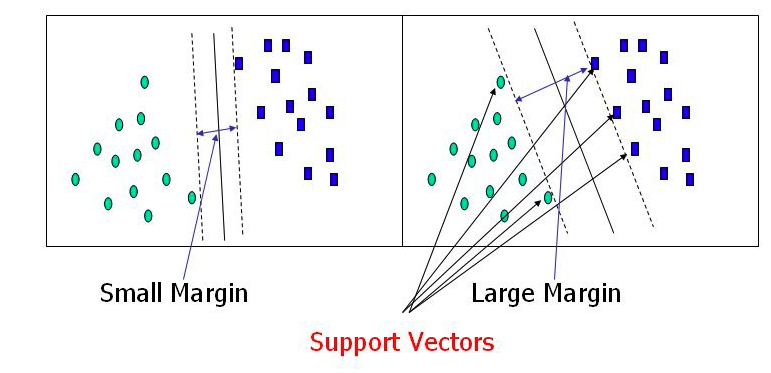 Small Margin
Large Margin
Support Vectors